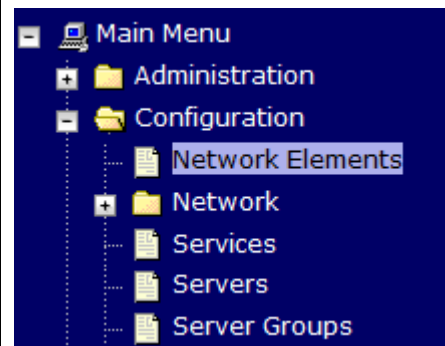 Main Menu
Administration
Configuration
Network Elements
Network
Services
Servers
Server Groups